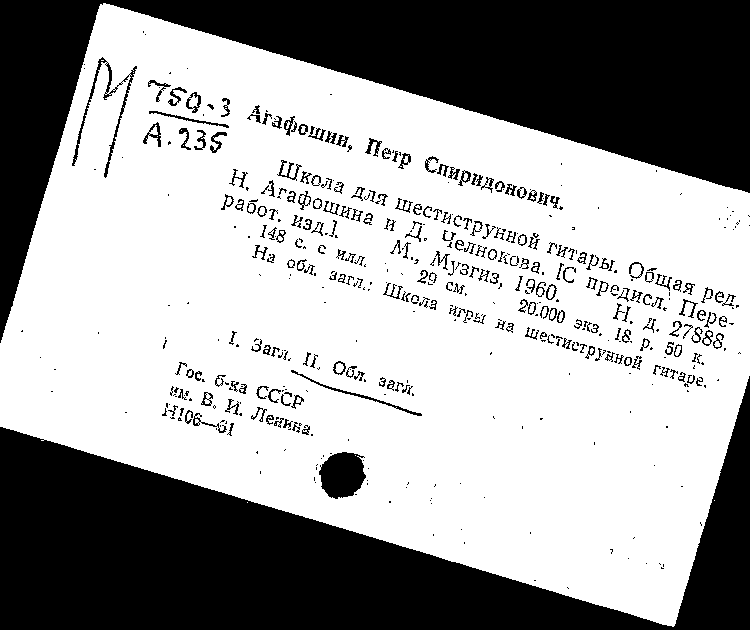 М
Т50-3
А.235
Агафошин, Петр Спиридонович.
Школа для шестиструнной гитары. Общая ред.
Н. Агафошина и Д. Челнокова. [С предисл. Пере-
работ. изд.]. М., Музгиз, 1960. Н. д. 27888.
148 с. с илл. 29 см. 20.000 экз. 18 р. 50 к.
На обл. загл.: Школа игры на шестиструнной гитаре.
I. Загл. II. Обл. загл.
Гос. б-ка СССР
им. В. И. Ленина.
Н106—61